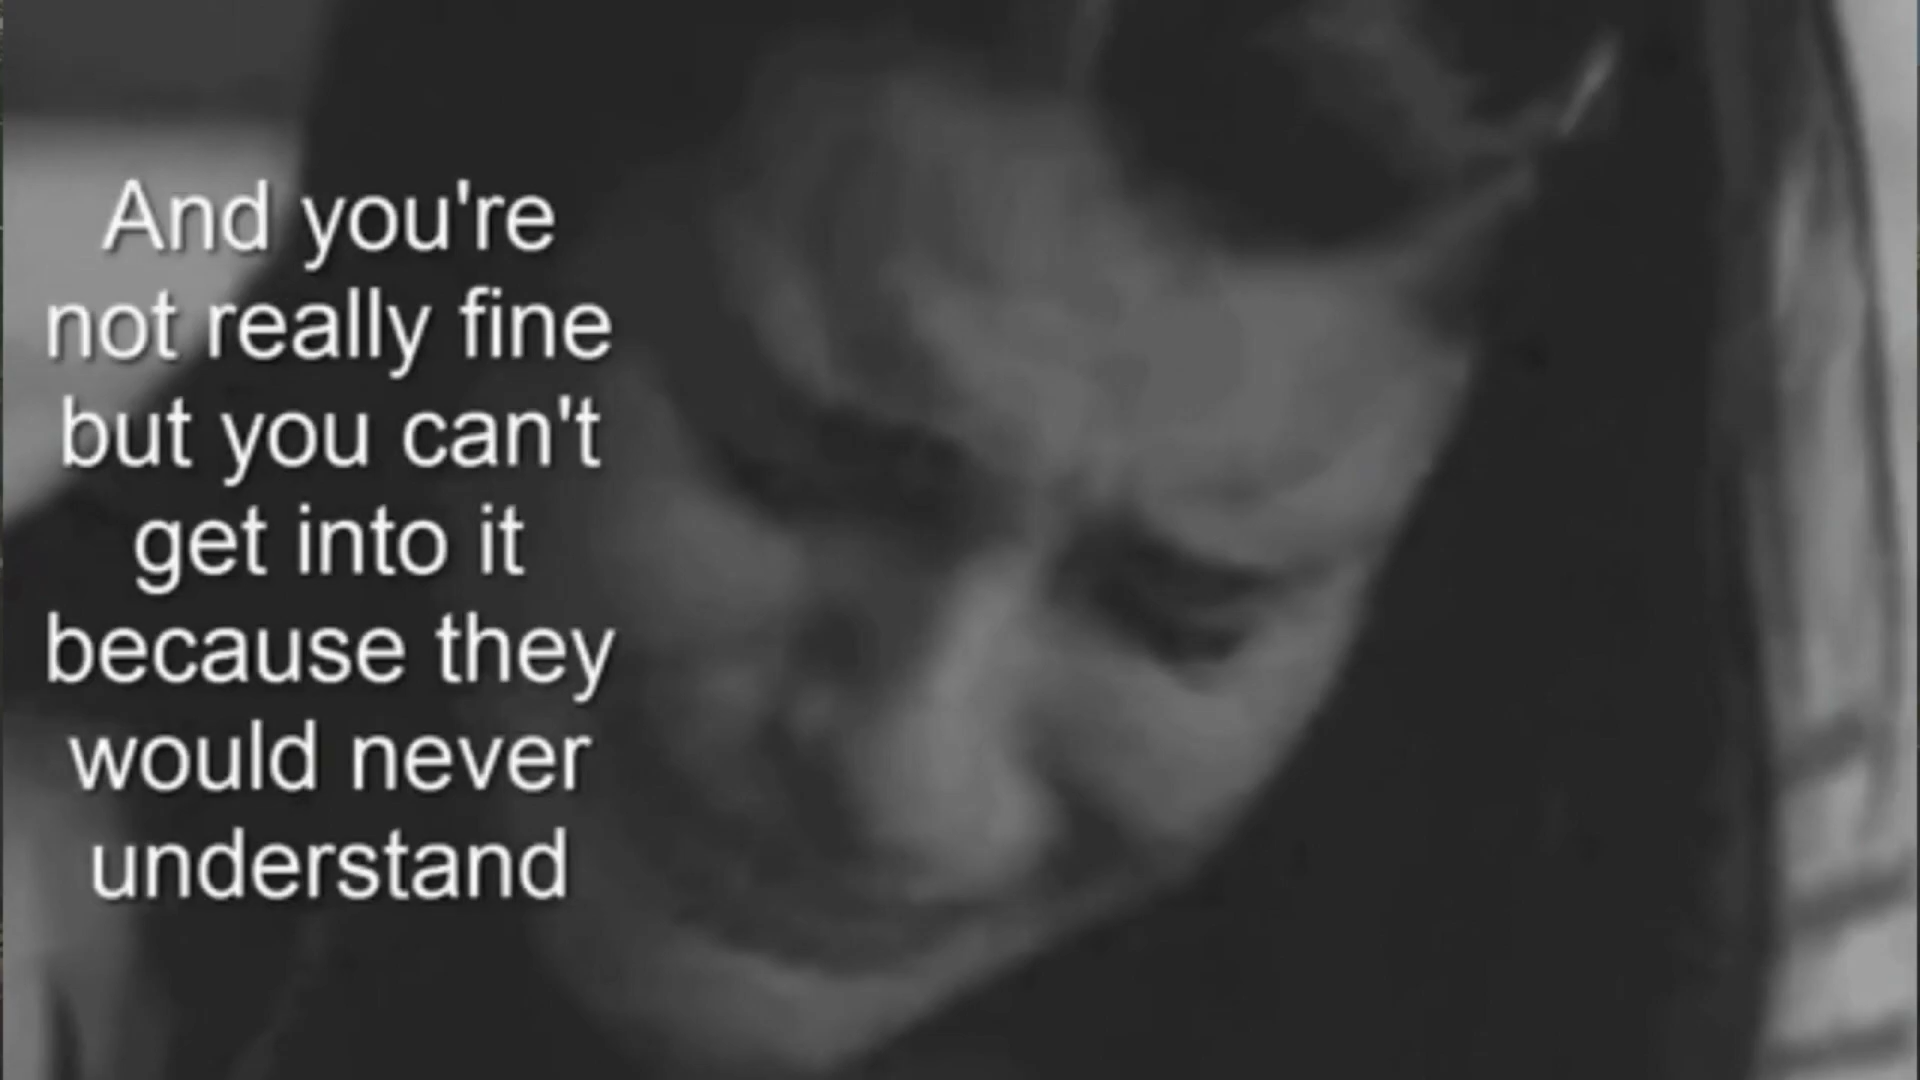 And you're
not really fine
but you can't
get into it
because they
would never
understand